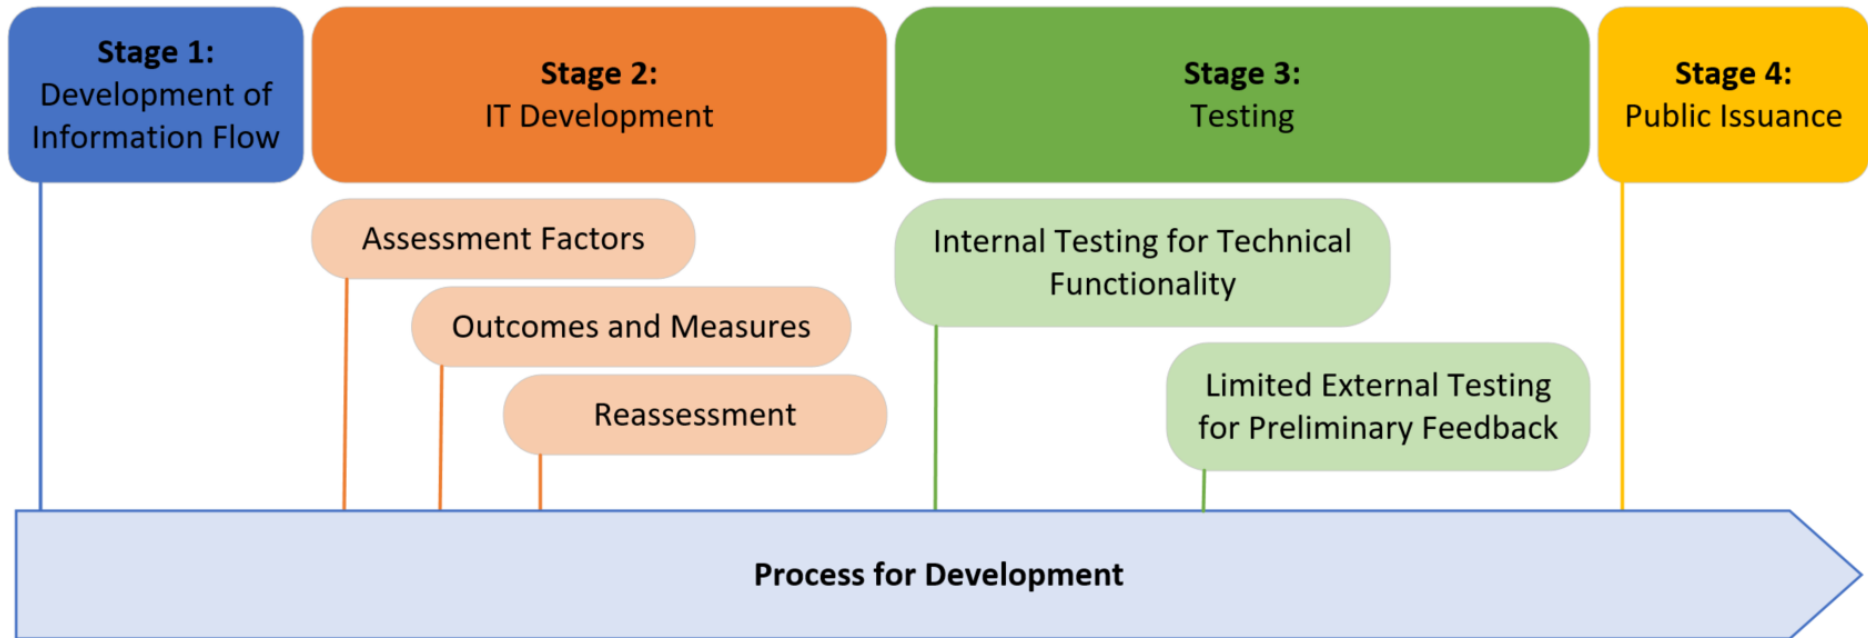 Stage 1:
Development of
Information Flow
Stage 2:
IT Development
Stage 3:
Testing
Stage 4:
Public Issuance
Assessment Factors
Outcomes and Measures
Reassessment
Internal Testing for Technical
Functionality
Limited External Testing
for Preliminary Feedback
Process for Development